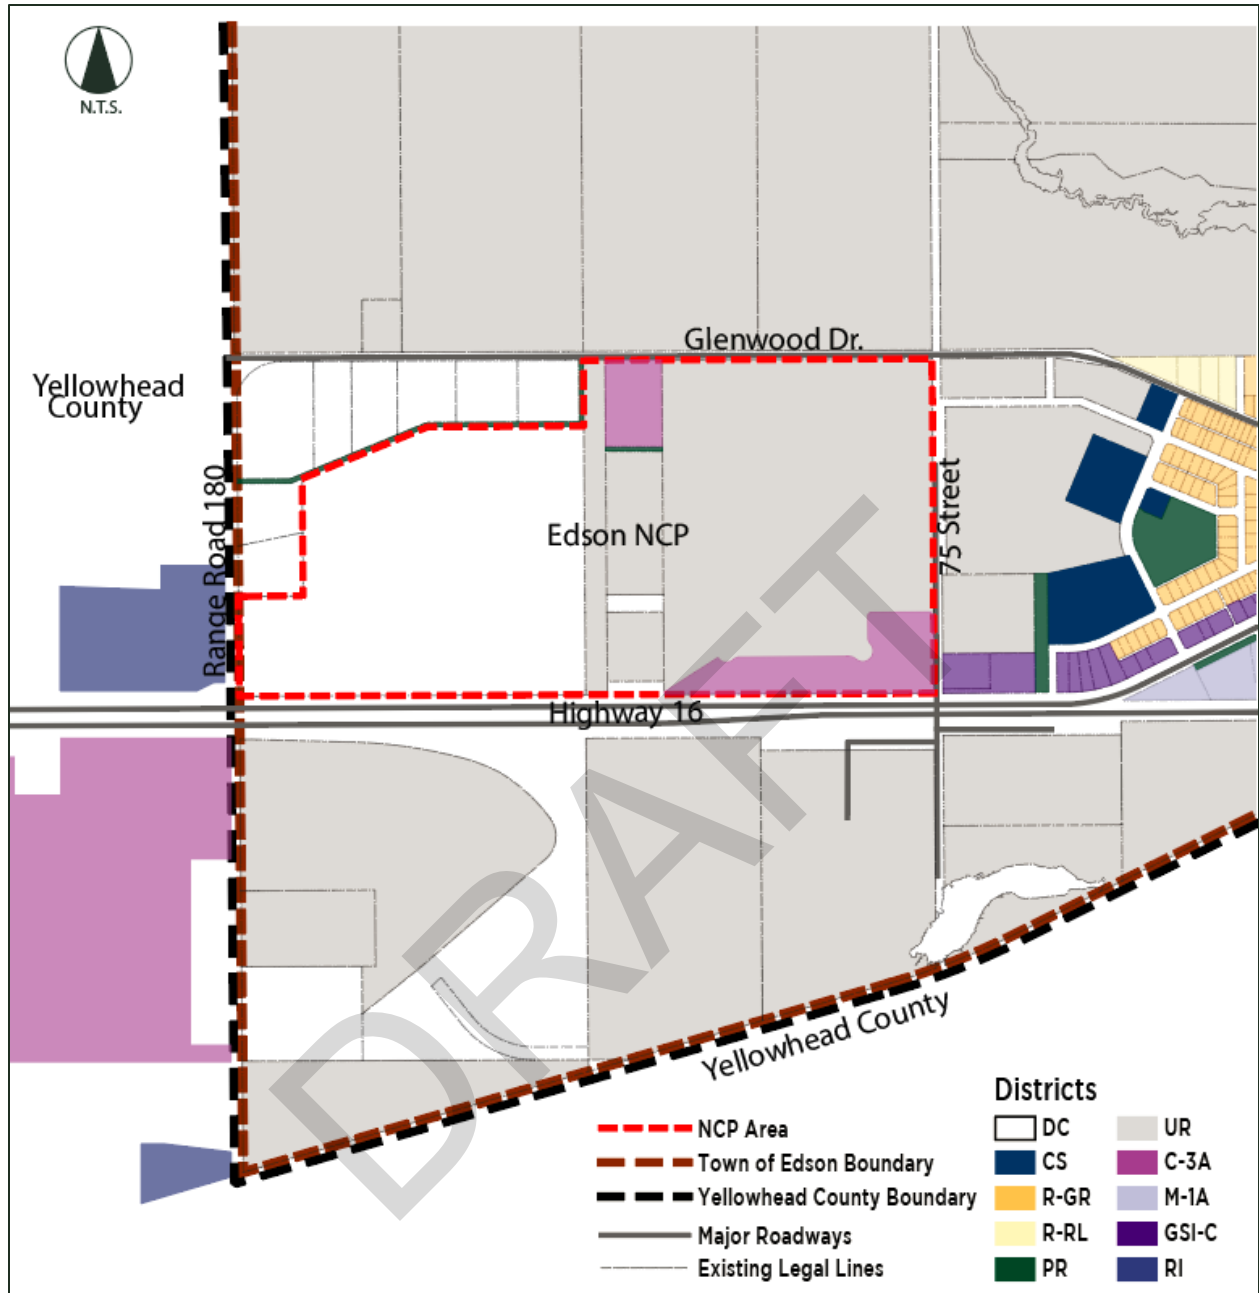 N.T.S.
Glenwood Dr.
Yellowhead
County
Range Road 180
Edson NCP
75 Street
Highway 16
DRAFT
Yellowhead County
NCP Area
Town of Edson Boundary
Yellowhead County Boundary
Major Roadways
Existing Legal Lines
Districts
DC
UR
CS
C-3A
R-GR
M-1A
R-RL
GSI-C
PR
RI